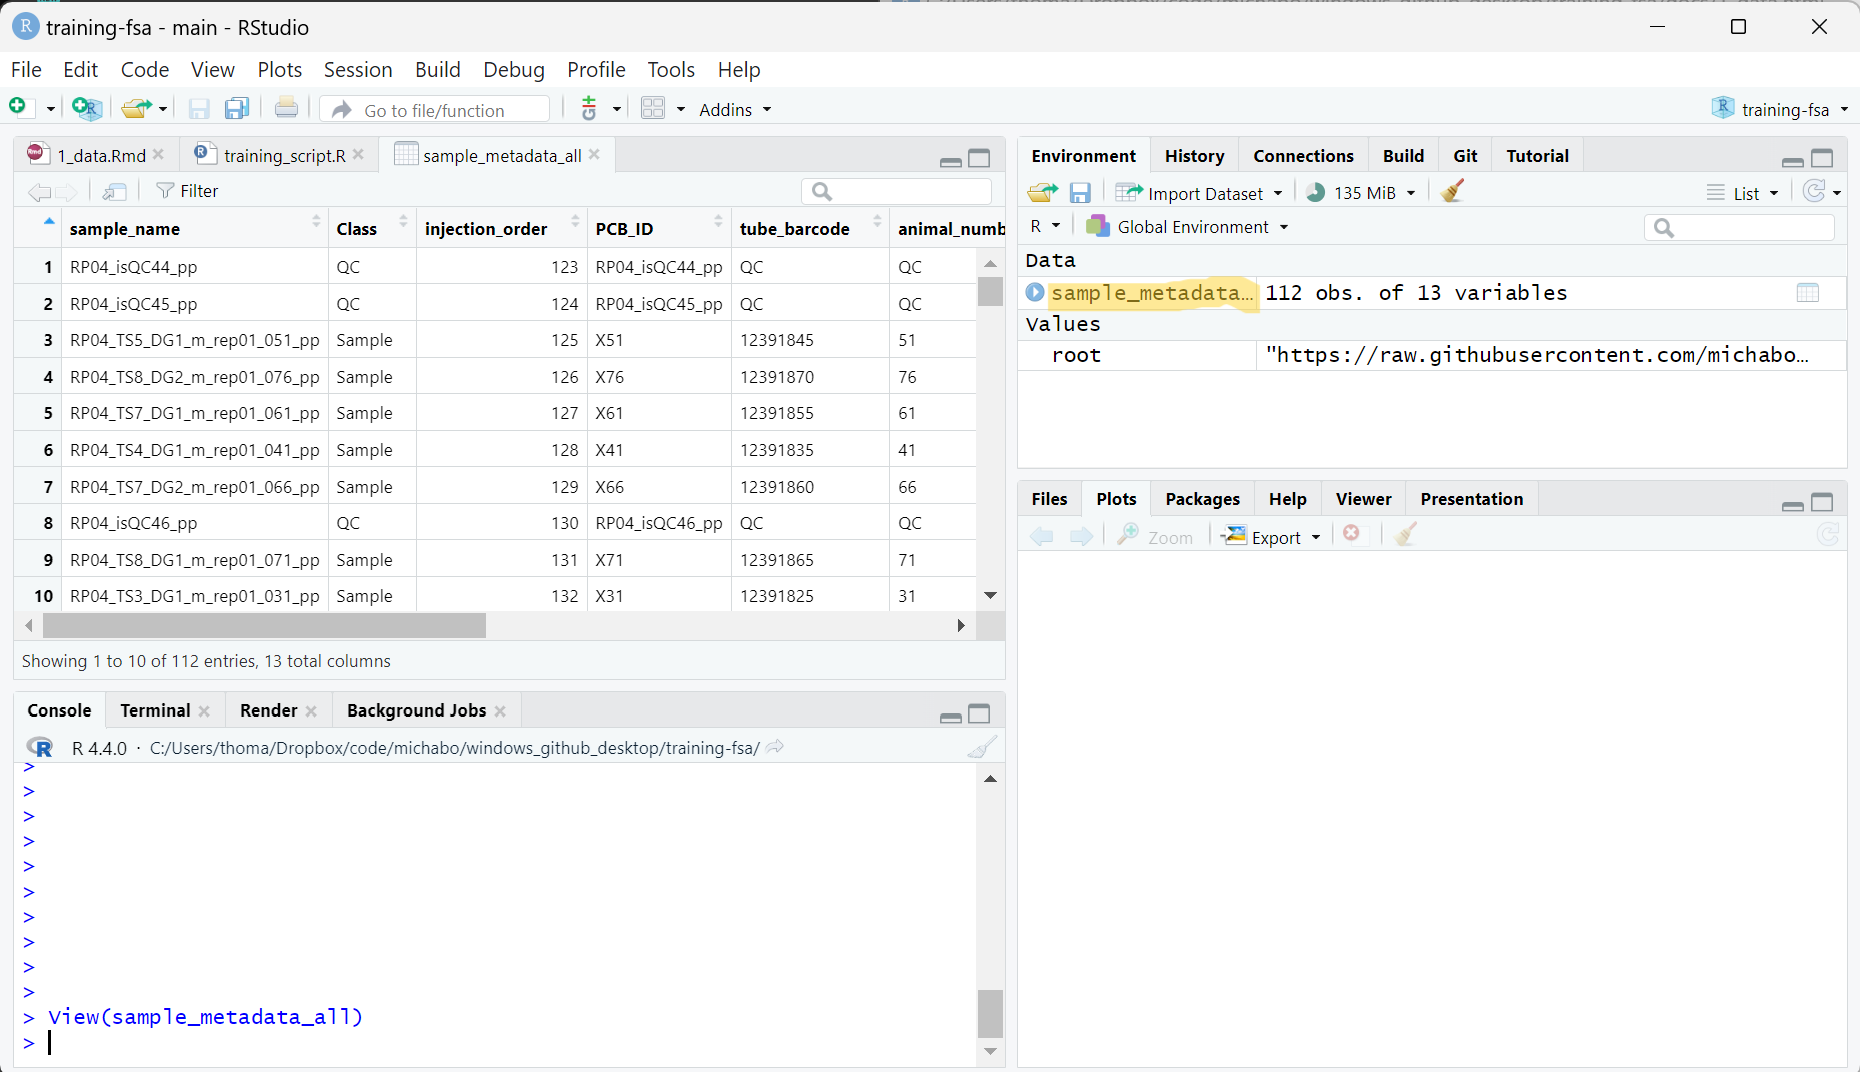 training-fsa - main - RStudio
File Edit Code View Plots Session Build Debug Profile Tools Help
Go to file/function Addins training-fsa
1_data.Rmd training_script.R sample_metadata_all
Filter
sample_name Class injection_order PCB_ID tube_barcode animal_numb
1 RP04_isQC44_pp QC 123 RP04_isQC44_pp QC QC
2 RP04_isQC45_pp QC 124 RP04_isQC45_pp QC QC
3 RP04_TS5_DG1_m_rep01_051_pp Sample 125 X51 12391845 51
4 RP04_TS8_DG2_m_rep01_076_pp Sample 126 X76 12391870 76
5 RP04_TS7_DG1_m_rep01_061_pp Sample 127 X61 12391855 61
6 RP04_TS4_DG1_m_rep01_041_pp Sample 128 X41 12391835 41
7 RP04_TS7_DG2_m_rep01_066_pp Sample 129 X66 12391860 66
8 RP04_isQC46_pp QC 130 RP04_isQC46_pp QC QC
9 RP04_TS8_DG1_m_rep01_071_pp Sample 131 X71 12391865 71
10 RP04_TS3_DG1_m_rep01_031_pp Sample 132 X31 12391825 31
Showing 1 to 10 of 112 entries, 13 total columns
Console Terminal Render Background Jobs
R 4.4.0 · C:/Users/thoma/Dropbox/code/michabo/windows_github_desktop/training-fsa/
>
>
>
>
>
>
>
>
>
>
> View(sample_metadata_all)
>
Environment History Connections Build Git Tutorial
Import Dataset 135 MiB List
R Global Environment
Data
sample_metadata… 112 obs. of 13 variables
Values
root "https://raw.githubusercontent.com/michabo…
Files Plots Packages Help Viewer Presentation
Zoom Export